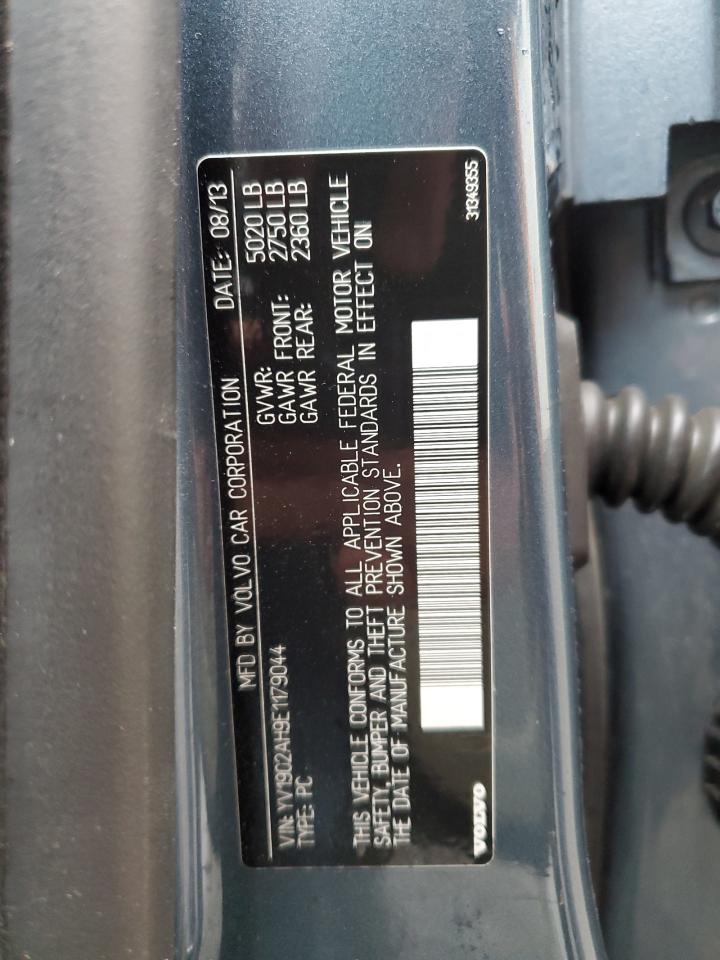 MFD BY VOLVO CAR CORPORATION DATE: 08/13
GVWR: 5020 LB
GAWR FRONT: 2750 LB
VIN: YV1902AH9E1179044 GAWR REAR: 2360 LB
TYPE: PC
THIS VEHICLE CONFORMS TO ALL APPLICABLE FEDERAL MOTOR VEHICLE
SAFETY, BUMPER AND THEFT PREVENTION STANDARDS IN EFFECT ON
THE DATE OF MANUFACTURE SHOWN ABOVE.
VOLVO 31349355